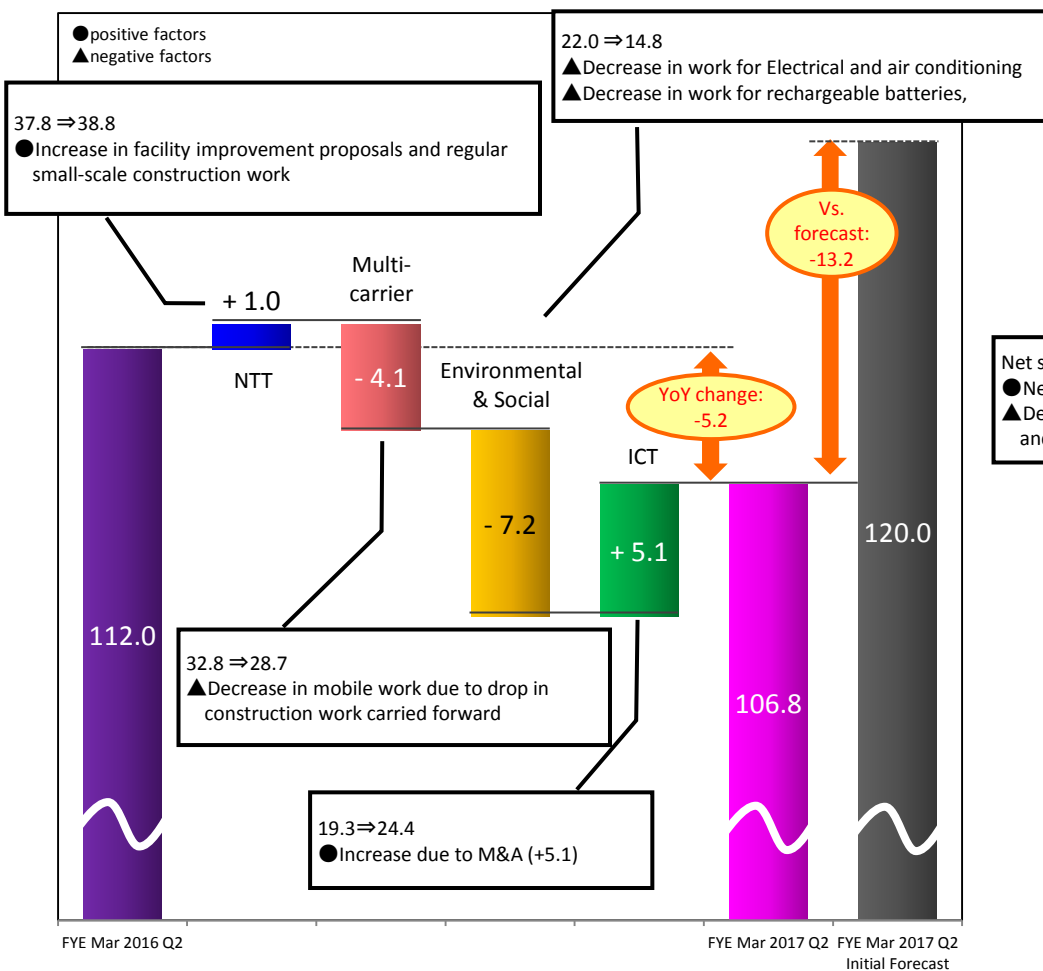 ●positive factors
▲negative factors
22.0 ⇒14.8
▲Decrease in work for Electrical and air conditioning
▲Decrease in work for rechargeable batteries,
37.8 ⇒38.8
●Increase in facility improvement proposals and regular
small-scale construction work
Vs.
forecast:
-13.2
Multi-
carrier
+ 1.0
NTT
- 4.1
Environmental
& Social
YoY change:
-5.2
Net s
●Ne
▲De
and
ICT
- 7.2
+ 5.1
120.0
112.0
106.8
32.8 ⇒28.7
▲Decrease in mobile work due to drop in
construction work carried forward
19.3⇒24.4
●Increase due to M&A (+5.1)
FYE Mar 2016 Q2
FYE Mar 2017 Q2
FYE Mar 2017 Q2
Initial Forecast